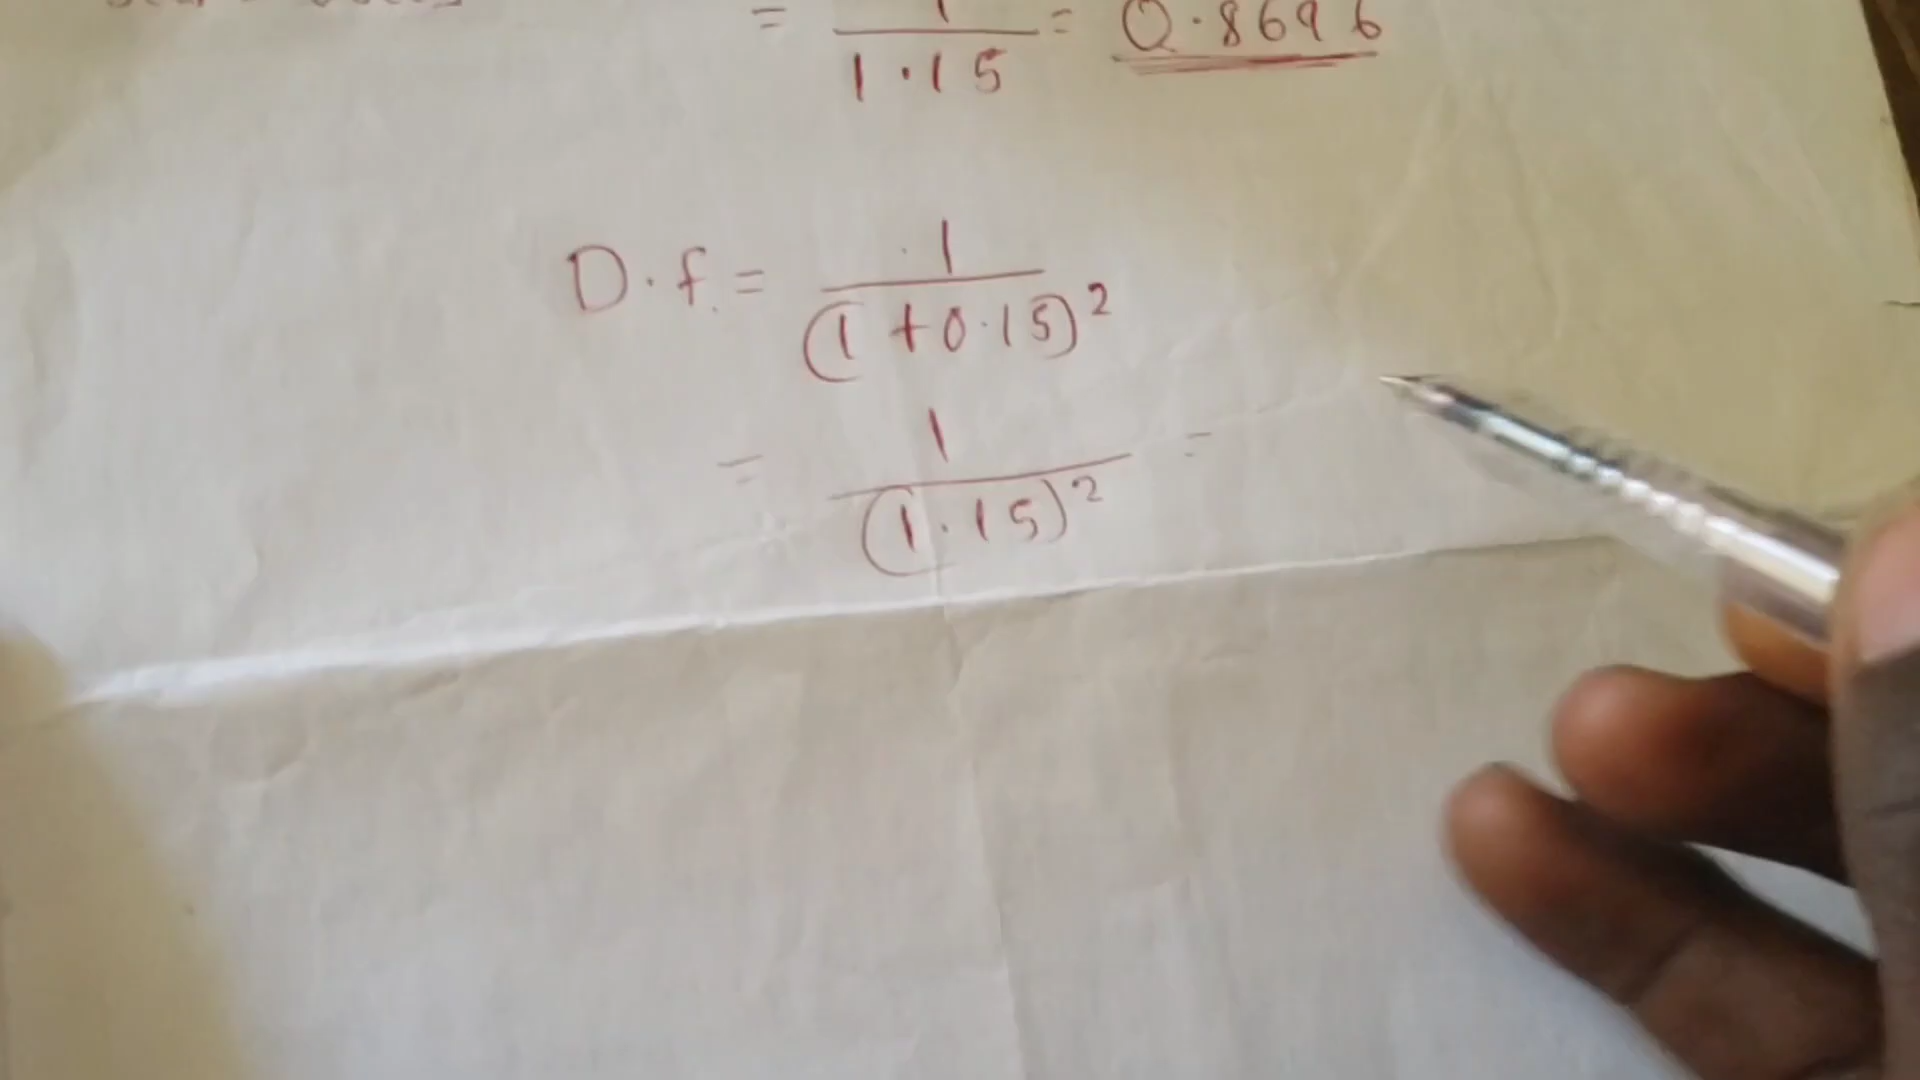 = 1/1.15 = 0.8696
D.f. = 1/(1+0.15)²
= 1/(1.15)² =